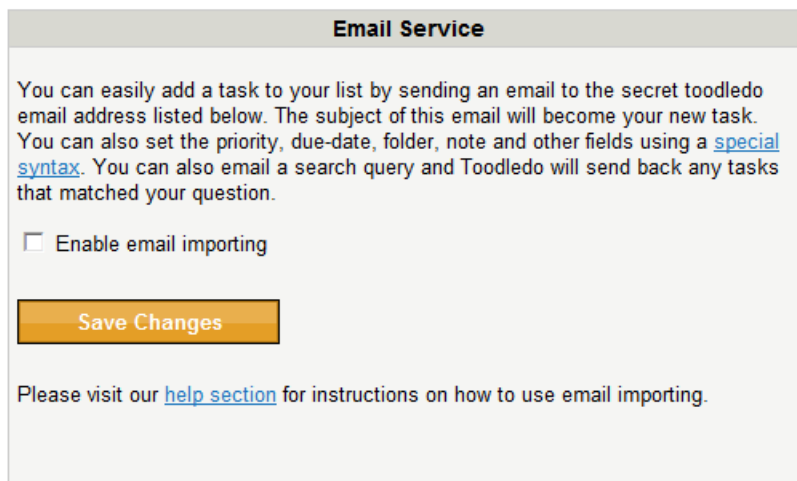 Email Service
You can easily add a task to your list by sending an email to the secret toodledo
email address listed below. The subject of this email will become your new task.
You can also set the priority, due-date, folder, note and other fields using a special
syntax. You can also email a search query and Toodledo will send back any tasks
that matched your question.
Enable email importing
Save Changes
Please visit our help section for instructions on how to use email importing.